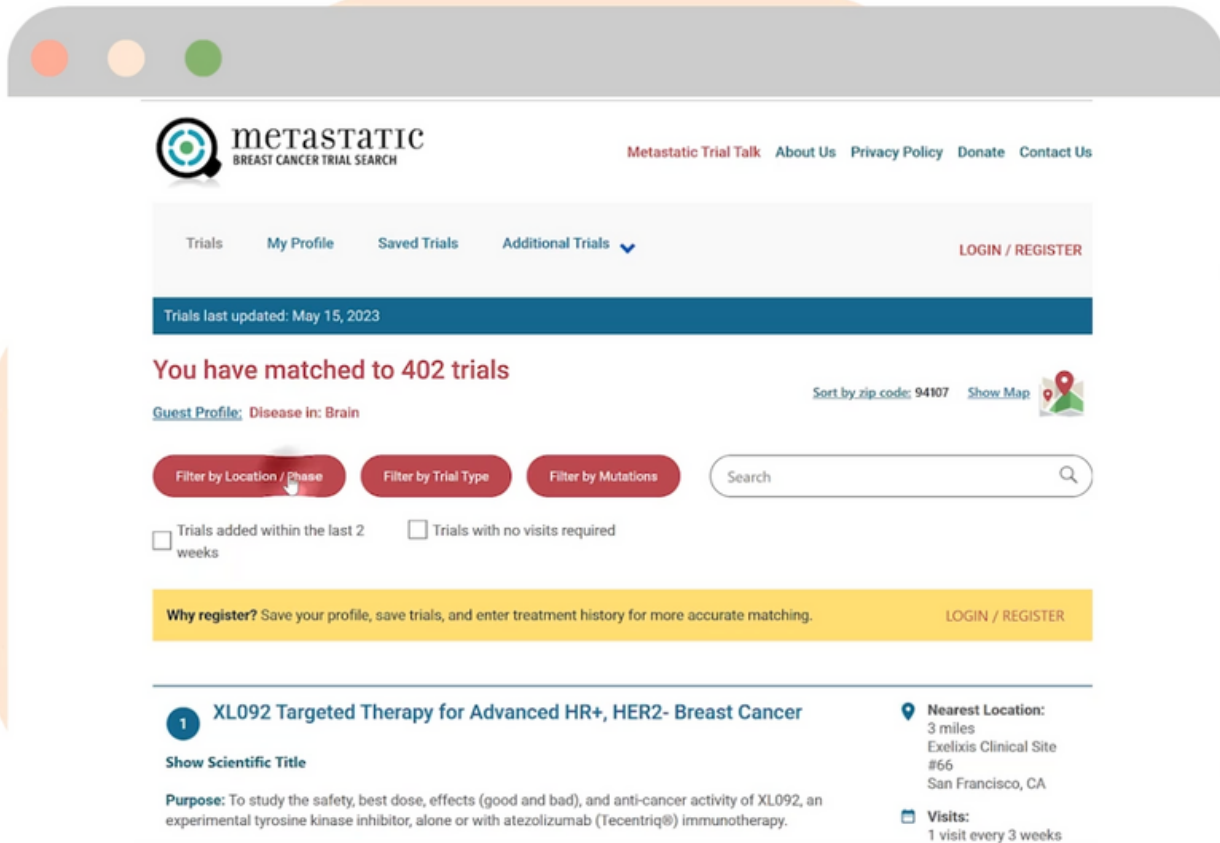 metastatic
BREAST CANCER TRIAL SEARCH
Metastatic Trial Talk About Us Privacy Policy Donate Contact Us
Trials My Profile Saved Trials Additional Trials
LOGIN / REGISTER
Trials last updated: May 15, 2023
You have matched to 402 trials
Sort by zip code: 94107 Show Map
Guest Profile: Disease in: Brain
Filter by Location / Phase Filter by Trial Type Filter by Mutations Search
Trials added within the last 2
weeks
Trials with no visits required
Why register? Save your profile, save trials, and enter treatment history for more accurate matching. LOGIN / REGISTER
1 XL092 Targeted Therapy for Advanced HR+, HER2- Breast Cancer
Show Scientific Title
Purpose: To study the safety, best dose, effects (good and bad), and anti-cancer activity of XL092, an
experimental tyrosine kinase inhibitor, alone or with atezolizumab (Tecentriq®) immunotherapy.
Nearest Location:
3 miles
Exelixis Clinical Site
#66
San Francisco, CA
Visits:
1 visit every 3 weeks